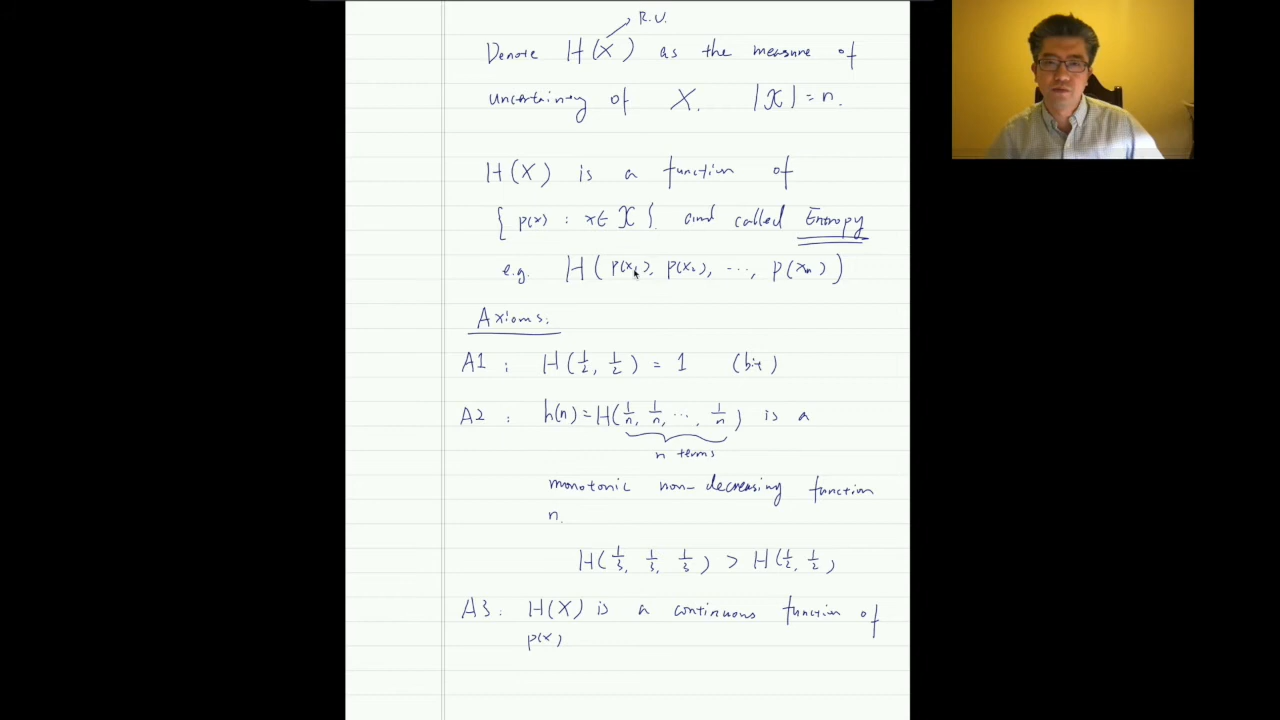 R.V.
Denote H(X) as the measure of
uncertainty of X. |𝒳| = n.
H(X) is a function of
{ p(x) : x ∈ 𝒳 }. and called Entropy
e.g. H( p(x₁), p(x₂), ..., p(xₙ) )
Axioms.
A1 : H(1/2, 1/2) = 1 (bit)
A2 : h(n) = H(1/n, 1/n, ..., 1/n) is a
n terms
monotonic non-decreasing function
n.
H(1/3, 1/3, 1/3) > H(1/2, 1/2)
A3 : H(X) is a continuous function of
p(x)